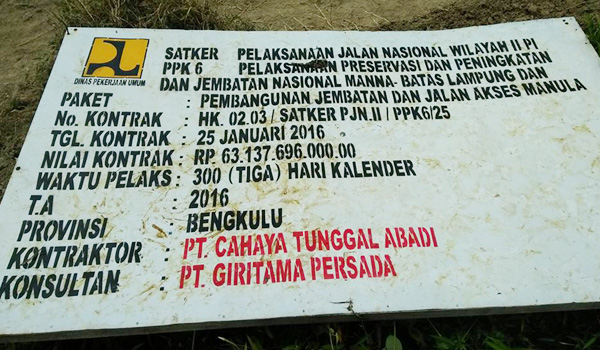 SATKER PELAKSANAAN JALAN NASIONAL WILAYAH II PI
PPK 6 PELAKSANAAN PRESERVASI DAN PENINGKATAN
DAN JEMBATAN NASIONAL MANNA- BATAS LAMPUNG DAN
DINAS PEKERJAAN UMUM
PAKET : PEMBANGUNAN JEMBATAN DAN JALAN AKSES MANULA
No. KONTRAK : HK. 02.03 / SATKER PJN.II / PPK6/25
TGL. KONTRAK : 25 JANUARI 2016
NILAI KONTRAK : RP 63.137.696.000.00
WAKTU PELAKS : 300 (TIGA) HARI KALENDER
T.A : 2016
PROVINSI : BENGKULU
KONTRAKTOR : PT. CAHAYA TUNGGAL ABADI
KONSULTAN : PT. GIRITAMA PERSADA